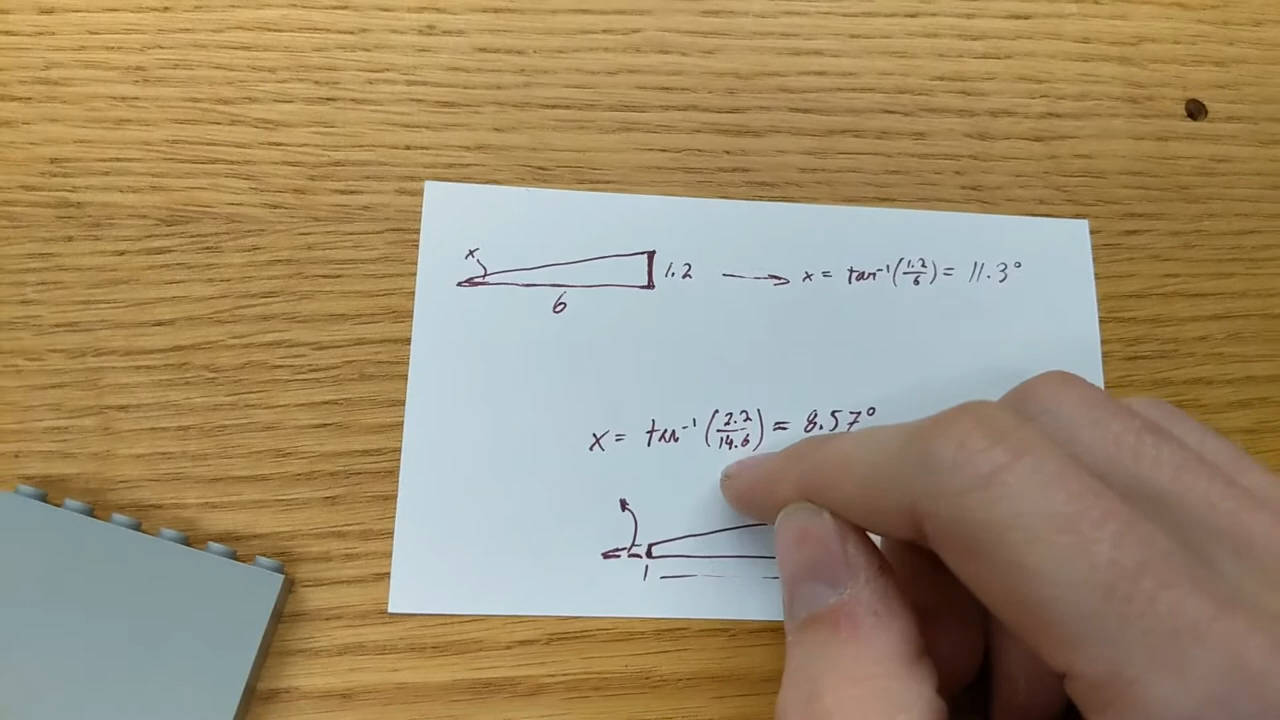 x
1.2 → x = tan⁻¹(1.2/6) = 11.3°
6
x = tan⁻¹(2.2/14.6) = 8.57°